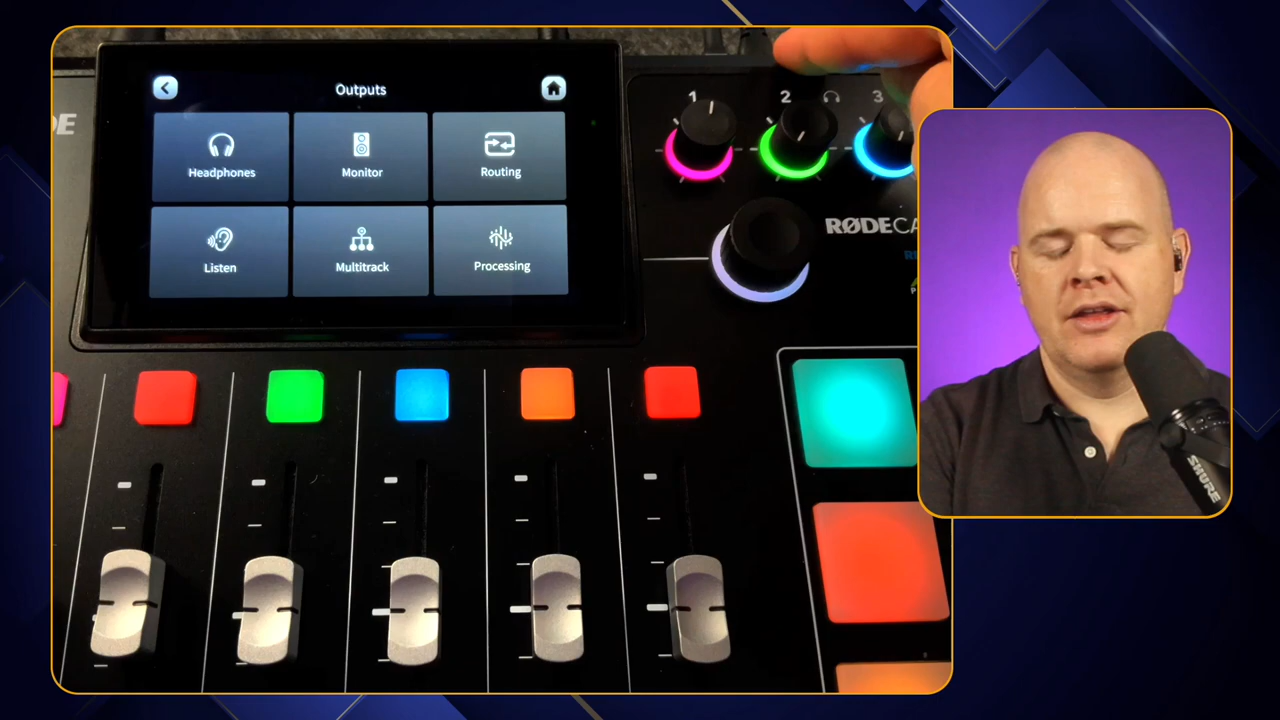 Outputs
Headphones
Monitor
Routing
Listen
Multitrack
Processing
1
2
3
RØDECA
SHURE